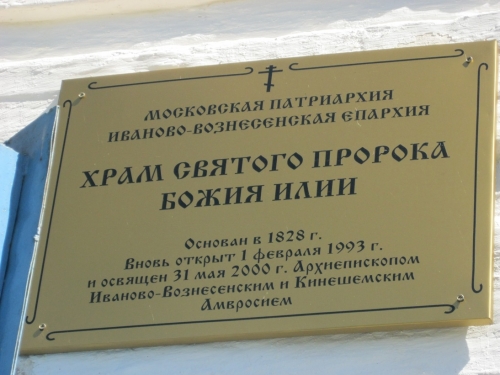 МОСКОВСКАЯ ПАТРИАРХИЯ
ИВАНОВО-ВОЗНЕСЕНСКАЯ ЕПАРХИЯ
ХРАМ СВЯТОГО ПРОРОКА
БОЖИЯ ИЛИИ
Основан в 1828 г.
Вновь открыт 1 февраля 1993 г.
и освящен 31 мая 2000 г. Архиепископом
Иваново-Вознесенским и Кинешемским
Амвросием